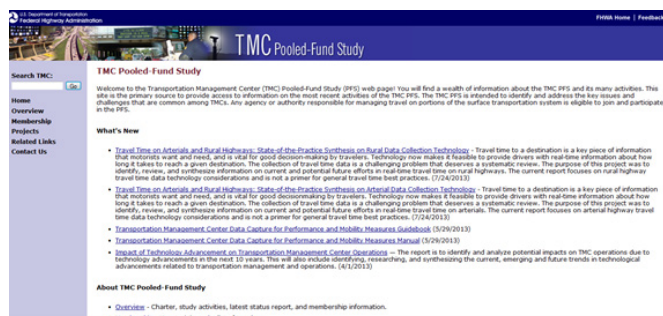 U.S. Department of Transportation
Federal Highway Administration
FHWA Home | Feedback
TMC Pooled-Fund Study
Search TMC:
Go
Home
Overview
Membership
Projects
Related Links
Contact Us
TMC Pooled-Fund Study
Welcome to the Transportation Management Center (TMC) Pooled-Fund Study (PFS) web page! You will find a wealth of information about the TMC PFS and its many activities. This
site is the primary source to provide access to information on the most recent activities of the TMC PFS. The TMC PFS is intended to identify and address the key issues and
challenges that are common among TMCs. Any agency or authority responsible for managing travel on portions of the surface transportation system is eligible to join and participate
in the PFS.
What's New
• Travel Time on Arterials and Rural Highways: State-of-the-Practice Synthesis on Rural Data Collection Technology - Travel time to a destination is a key piece of information
that motorists want and need, and is vital for good decision-making by travelers. Technology now makes it feasible to provide drivers with real-time information about how
long it takes to reach a given destination. The collection of travel time data is a challenging problem that deserves a systematic review. The purpose of this project was to
identify, review, and synthesize information on current and potential future efforts in real-time travel time on rural highways. The current report focuses on rural highway
travel time data technology considerations and is not a primer for general travel time best practices. (7/24/2013)
• Travel Time on Arterials and Rural Highways: State-of-the-Practice Synthesis on Arterial Data Collection Technology - Travel time to a destination is a key piece of information
that motorists want and need, and is vital for good decisionmaking by travelers. Technology now makes it feasible to provide drivers with real-time information about how
long it takes to reach a given destination. The collection of travel time data is a challenging problem that deserves a systematic review. The purpose of this project was to
identify, review, and synthesize information on current and potential future efforts in real-time travel time on arterials. The current report focuses on arterial highway travel
time data technology considerations and is not a primer for general travel time best practices. (7/24/2013)
• Transportation Management Center Data Capture for Performance and Mobility Measures Guidebook (5/29/2013)
• Transportation Management Center Data Capture for Performance and Mobility Measures Manual (5/29/2013)
• Impact of Technology Advancement on Transportation Management Center Operations — The report is to identify and analyze potential impacts on TMC operations due to
technology advancements in the next 10 years. This will also include identifying, researching, and synthesizing the current, emerging and future trends in technological
advancements related to transportation management and operations. (4/1/2013)
About TMC Pooled-Fund Study
• Overview - Charter, study activities, latest status report, and membership information.